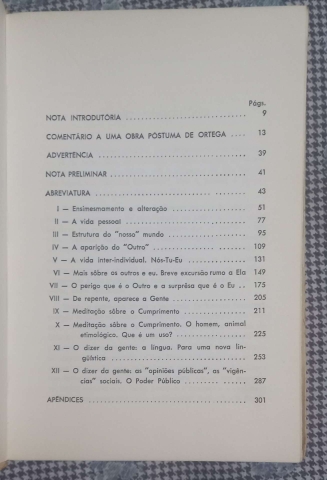 Págs.
NOTA INTRODUTÓRIA .............................. 9
COMENTÁRIO A UMA OBRA PÓSTUMA DE ORTEGA .... 13
ADVERTÊNCIA ...................................... 39
NOTA PRELIMINAR .................................. 41
ABREVIATURA ...................................... 43
I — Ensimesmamento e alteração .................. 51
II — A vida pessoal .............................. 77
III — Estrutura do "nosso" mundo .................. 95
IV — A aparição do "Outro" ...................... 109
V — A vida inter-individual. Nós-Tu-Eu ............ 131
VI — Mais sôbre os outros e eu. Breve excursão rumo a Ela 149
VII — O perigo que é o Outro e a surprêsa que é o Eu .. 175
VIII — De repente, aparece a Gente .................. 205
IX — Meditação sôbre o Cumprimento .............. 211
X — Meditação sôbre o Cumprimento. O homem, animal
etimológico. Que é um uso? .................. 225
XI — O dizer da gente: a língua. Para uma nova lin-
güística .................................. 253
XII — O dizer da gente: as "opiniões públicas", as "vigên-
cias" sociais. O Poder Público .............. 287
APÊNDICES ........................................ 301